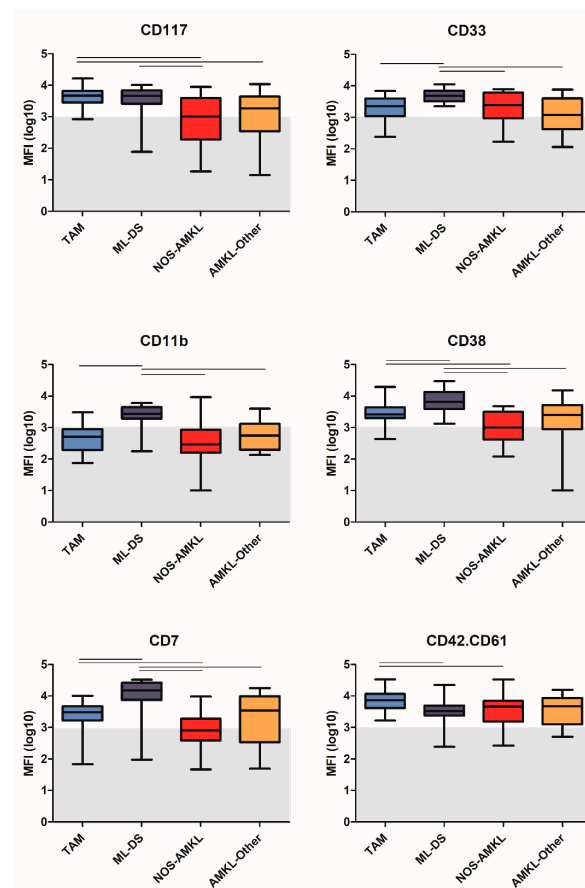 CD117
MFI (log10)
5
4
3
2
1
0
TAM
ML-DS
NOS-AMKL
AMKL-Other
CD33
MFI (log10)
5
4
3
2
1
0
TAM
ML-DS
NOS-AMKL
AMKL-Other
CD11b
MFI (log10)
5
4
3
2
1
0
TAM
ML-DS
NOS-AMKL
AMKL-Other
CD38
MFI (log10)
5
4
3
2
1
0
TAM
ML-DS
NOS-AMKL
AMKL-Other
CD7
MFI (log10)
5
4
3
2
1
0
TAM
ML-DS
NOS-AMKL
AMKL-Other
CD42.CD61
MFI (log10)
5
4
3
2
1
0
TAM
ML-DS
NOS-AMKL
AMKL-Other